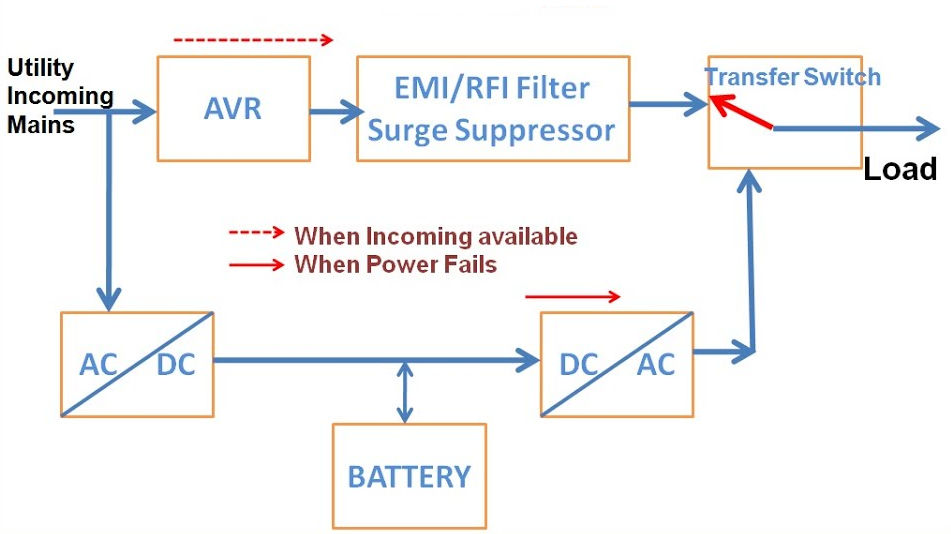 Utility
Incoming
Mains
AVR
EMI/RFI Filter
Surge Suppressor
Transfer Switch
Load
When Incoming available
When Power Fails
AC
DC
DC
AC
BATTERY